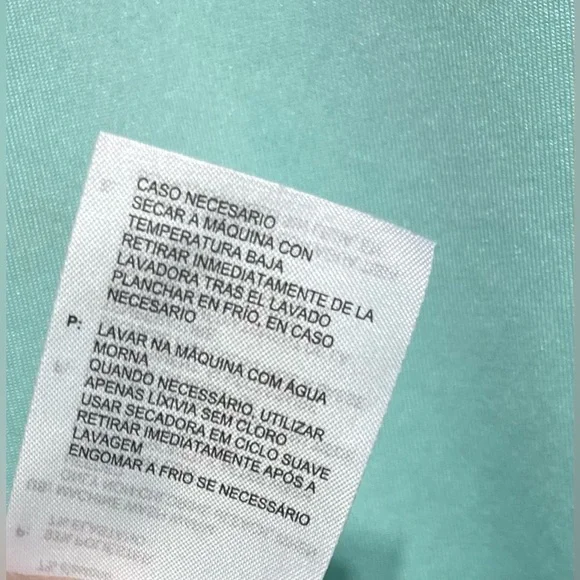 CASO NECESARIO
SECAR A MÁQUINA CON
TEMPERATURA BAJA
RETIRAR INMEDIATAMENTE DE LA
LAVADORA TRAS EL LAVADO
PLANCHAR EN FRÍO, EN CASO
NECESARIO
P: LAVAR NA MÁQUINA COM ÁGUA
MORNA
QUANDO NECESSÁRIO, UTILIZAR
APENAS LIXIVIA SEM CLORO
USAR SECADORA EM CICLO SUAVE
RETIRAR IMEDIATAMENTE APÓS A
LAVAGEM
ENGOMAR A FRIO SE NECESSÁRIO